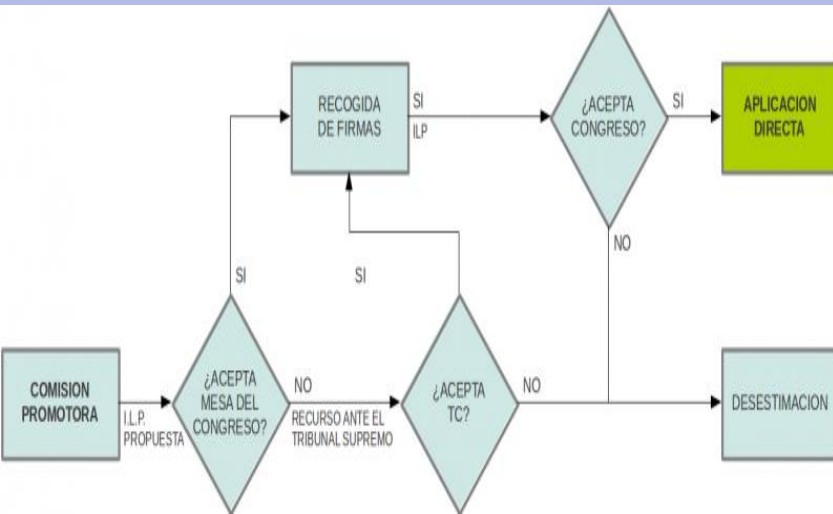 RECOGIDA
DE FIRMAS
SI
ILP
¿ACEPTA
CONGRESO?
SI
APLICACION
DIRECTA
NO
SI
SI
COMISION
PROMOTORA
I.L.P.
PROPUESTA
¿ACEPTA
MESA DEL
CONGRESO?
NO
RECURSO ANTE EL
TRIBUNAL SUPREMO
¿ACEPTA
TC?
NO
DESESTIMACION